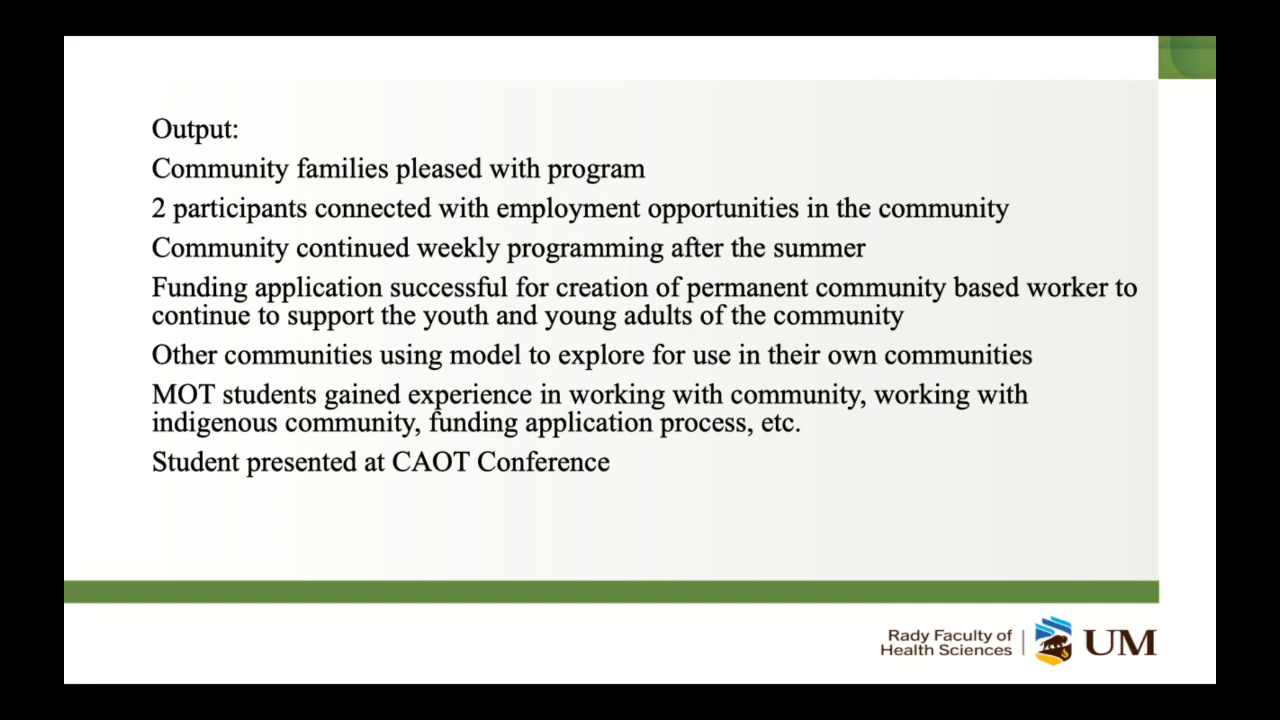 Output:
Community families pleased with program
2 participants connected with employment opportunities in the community
Community continued weekly programming after the summer
Funding application successful for creation of permanent community based worker to
continue to support the youth and young adults of the community
Other communities using model to explore for use in their own communities
MOT students gained experience in working with community, working with
indigenous community, funding application process, etc.
Student presented at CAOT Conference
Rady Faculty of
Health Sciences
UM